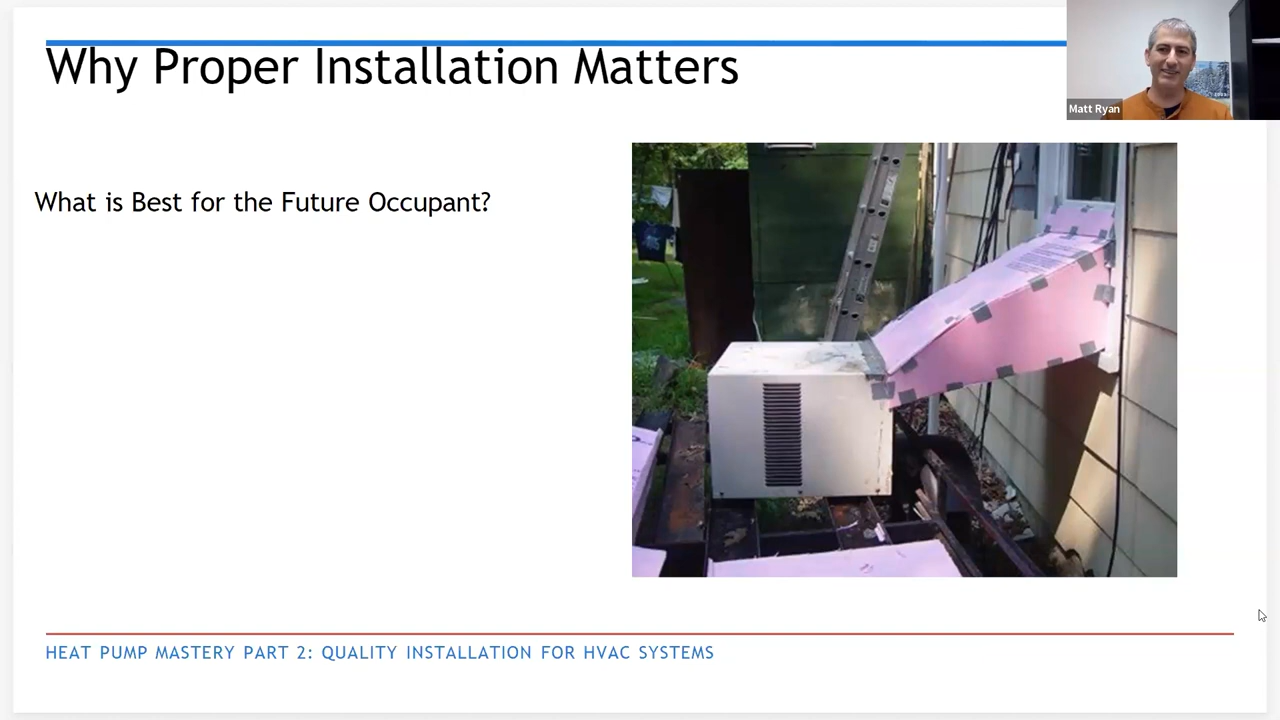 Why Proper Installation Matters
Matt Ryan
What is Best for the Future Occupant?
HEAT PUMP MASTERY PART 2: QUALITY INSTALLATION FOR HVAC SYSTEMS